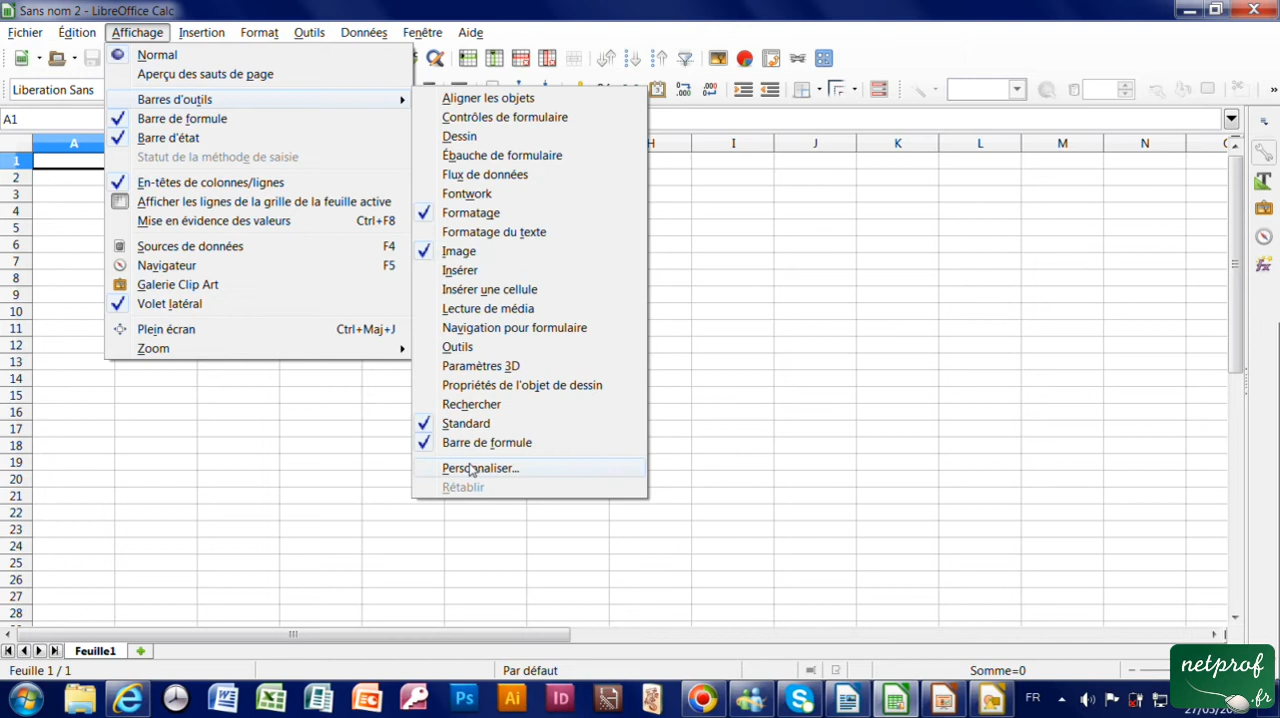 Sans nom 2 - LibreOffice Calc
Fichier Édition Affichage Insertion Format Outils Données Fenêtre Aide
Normal
Aperçu des sauts de page
Barres d'outils
Barre de formule
Barre d'état
Statut de la méthode de saisie
En-têtes de colonnes/lignes
Afficher les lignes de la grille de la feuille active
Mise en évidence des valeurs Ctrl+F8
Sources de données F4
Navigateur F5
Galerie Clip Art
Volet latéral
Plein écran Ctrl+Maj+J
Zoom
Aligner les objets
Contrôles de formulaire
Dessin
Ébauche de formulaire
Flux de données
Fontwork
Formatage
Formatage du texte
Image
Insérer
Insérer une cellule
Lecture de média
Navigation pour formulaire
Outils
Paramètres 3D
Propriétés de l'objet de dessin
Rechercher
Standard
Barre de formule
Personnaliser...
Rétablir
Liberation Sans
A1
A H I J K L M N
1
2
3
4
5
6
7
8
9
10
11
12
13
14
15
16
17
18
19
20
21
22
23
24
25
26
27
28
Feuille1
Feuille 1 / 1 Par défaut Somme=0
Ps Ai Id FR
netprof
.fr